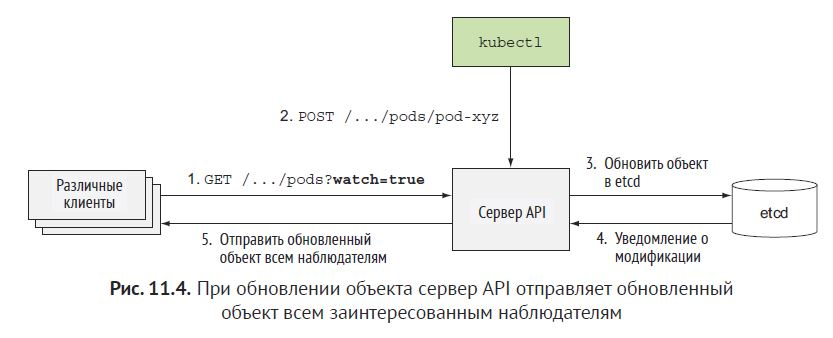 kubectl
2. POST /.../pods/pod-xyz
Различные
клиенты
1. GET /.../pods?watch=true
Сервер API
3. Обновить объект
в etcd
etcd
5. Отправить обновленный
объект всем наблюдателям
4. Уведомление о
модификации
Рис. 11.4. При обновлении объекта сервер API отправляет обновленный
объект всем заинтересованным наблюдателям